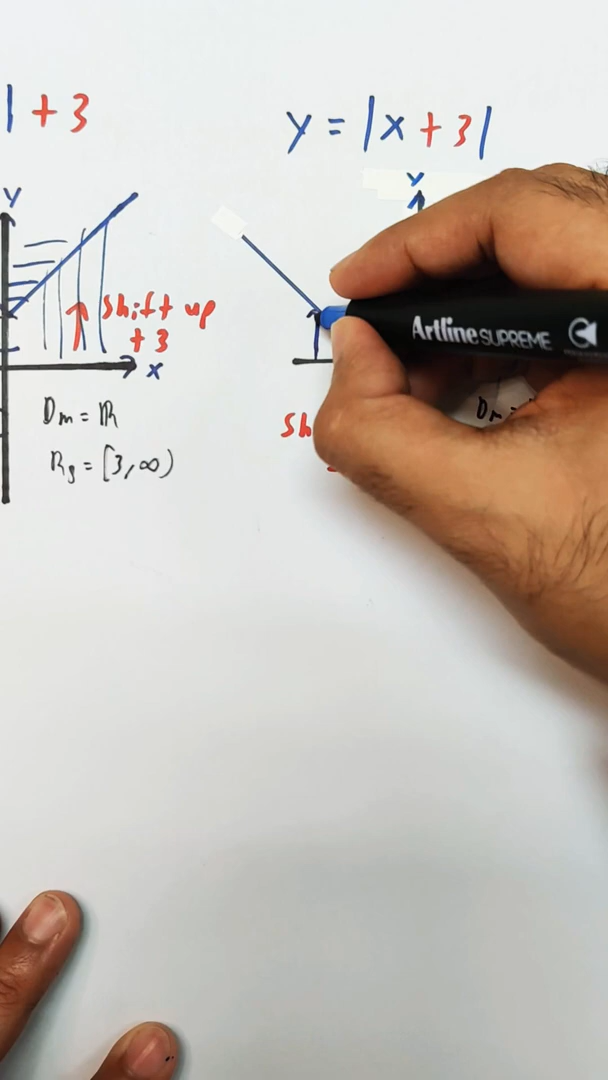 | + 3
y = |x + 3|
y
y
shift up
+ 3
x
Dm = ℝ
Rg = [3, ∞)
Artline SUPREME